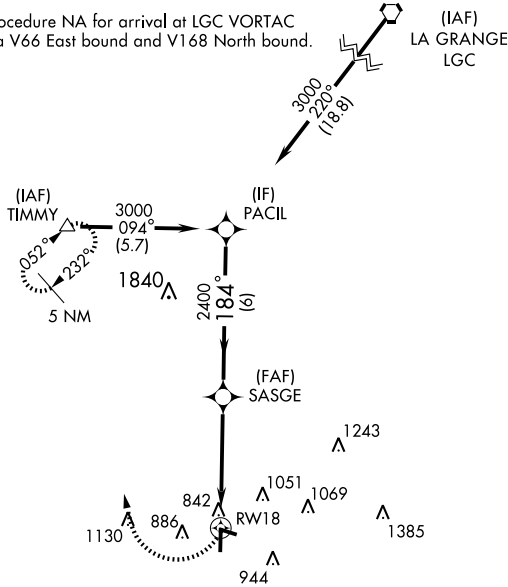 ocedure NA for arrival at LGC VORTAC
a V66 East bound and V168 North bound.
(IAF)
LA GRANGE
LGC
3000
220°
(18.8)
(IAF)
TIMMY
3000
094°
(5.7)
(IF)
PACIL
052°
232°
5 NM
1840
2400
184°
(6)
(FAF)
SASGE
1243
1051
1069
842
RW18
1385
1130
886
944